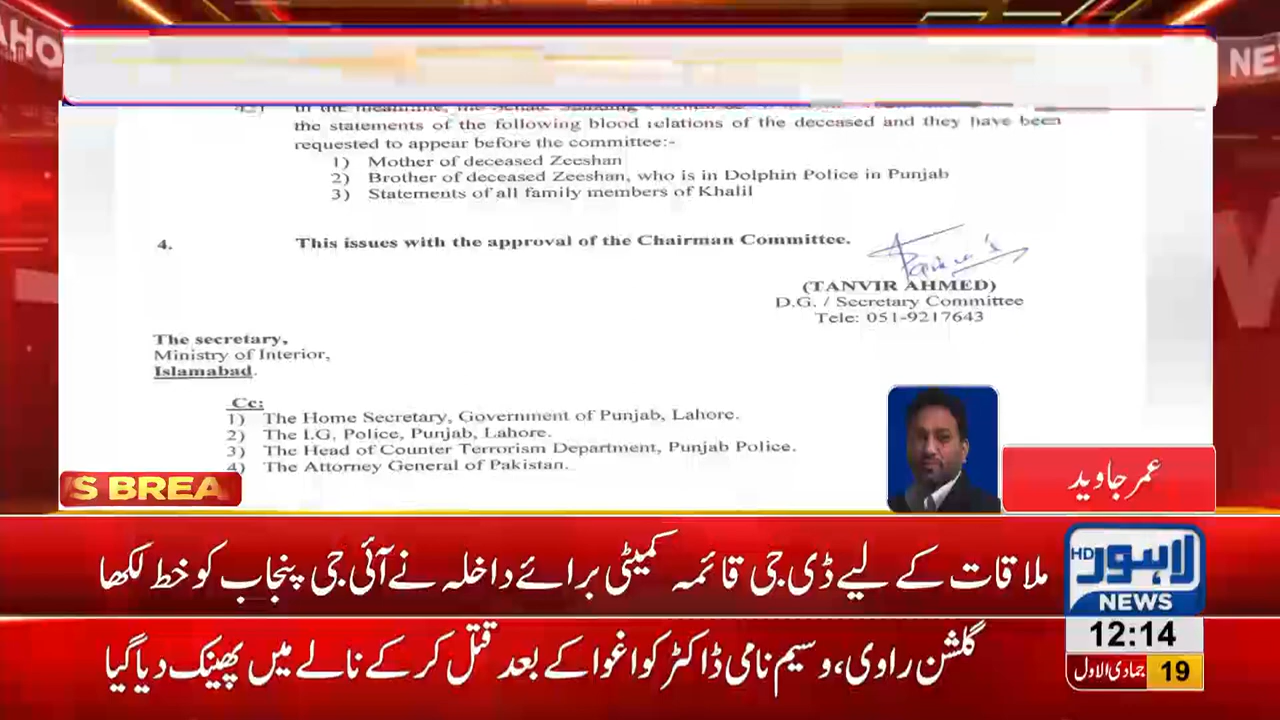 AHO
NE
the statements of the following blood relations of the deceased and they have been
requested to appear before the committee:-
1) Mother of deceased Zeeshan
2) Brother of deceased Zeeshan, who is in Dolphin Police in Punjab
3) Statements of all family members of Khalil
4. This issues with the approval of the Chairman Committee.
(TANVIR AHMED)
D.G. / Secretary Committee
Tele: 051-9217643
The secretary,
Ministry of Interior,
Islamabad.
Cc:
1) The Home Secretary, Government of Punjab, Lahore.
2) The I.G. Police, Punjab, Lahore.
3) The Head of Counter Terrorism Department, Punjab Police.
4) The Attorney General of Pakistan.
S BREA
عمر جاوید
ملاقات کے لیے ڈی جی قائمہ کمیٹی برائے داخلہ نے آئی جی پنجاب کو خط لکھا
گلشن راوی، وسیم نامی ڈاکٹر کو اغوا کے بعد قتل کر کے نالے میں پھینک دیا گیا
HD لاہور
NEWS
12:14
جمادی الاول 19